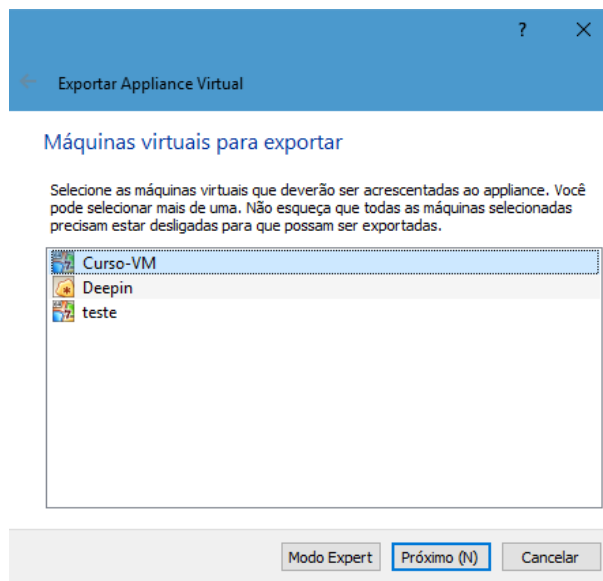 ?
Exportar Appliance Virtual
Máquinas virtuais para exportar
Selecione as máquinas virtuais que deverão ser acrescentadas ao appliance. Você
pode selecionar mais de uma. Não esqueça que todas as máquinas selecionadas
precisam estar desligadas para que possam ser exportadas.
Curso-VM
Deepin
teste
Modo Expert Próximo (N) Cancelar